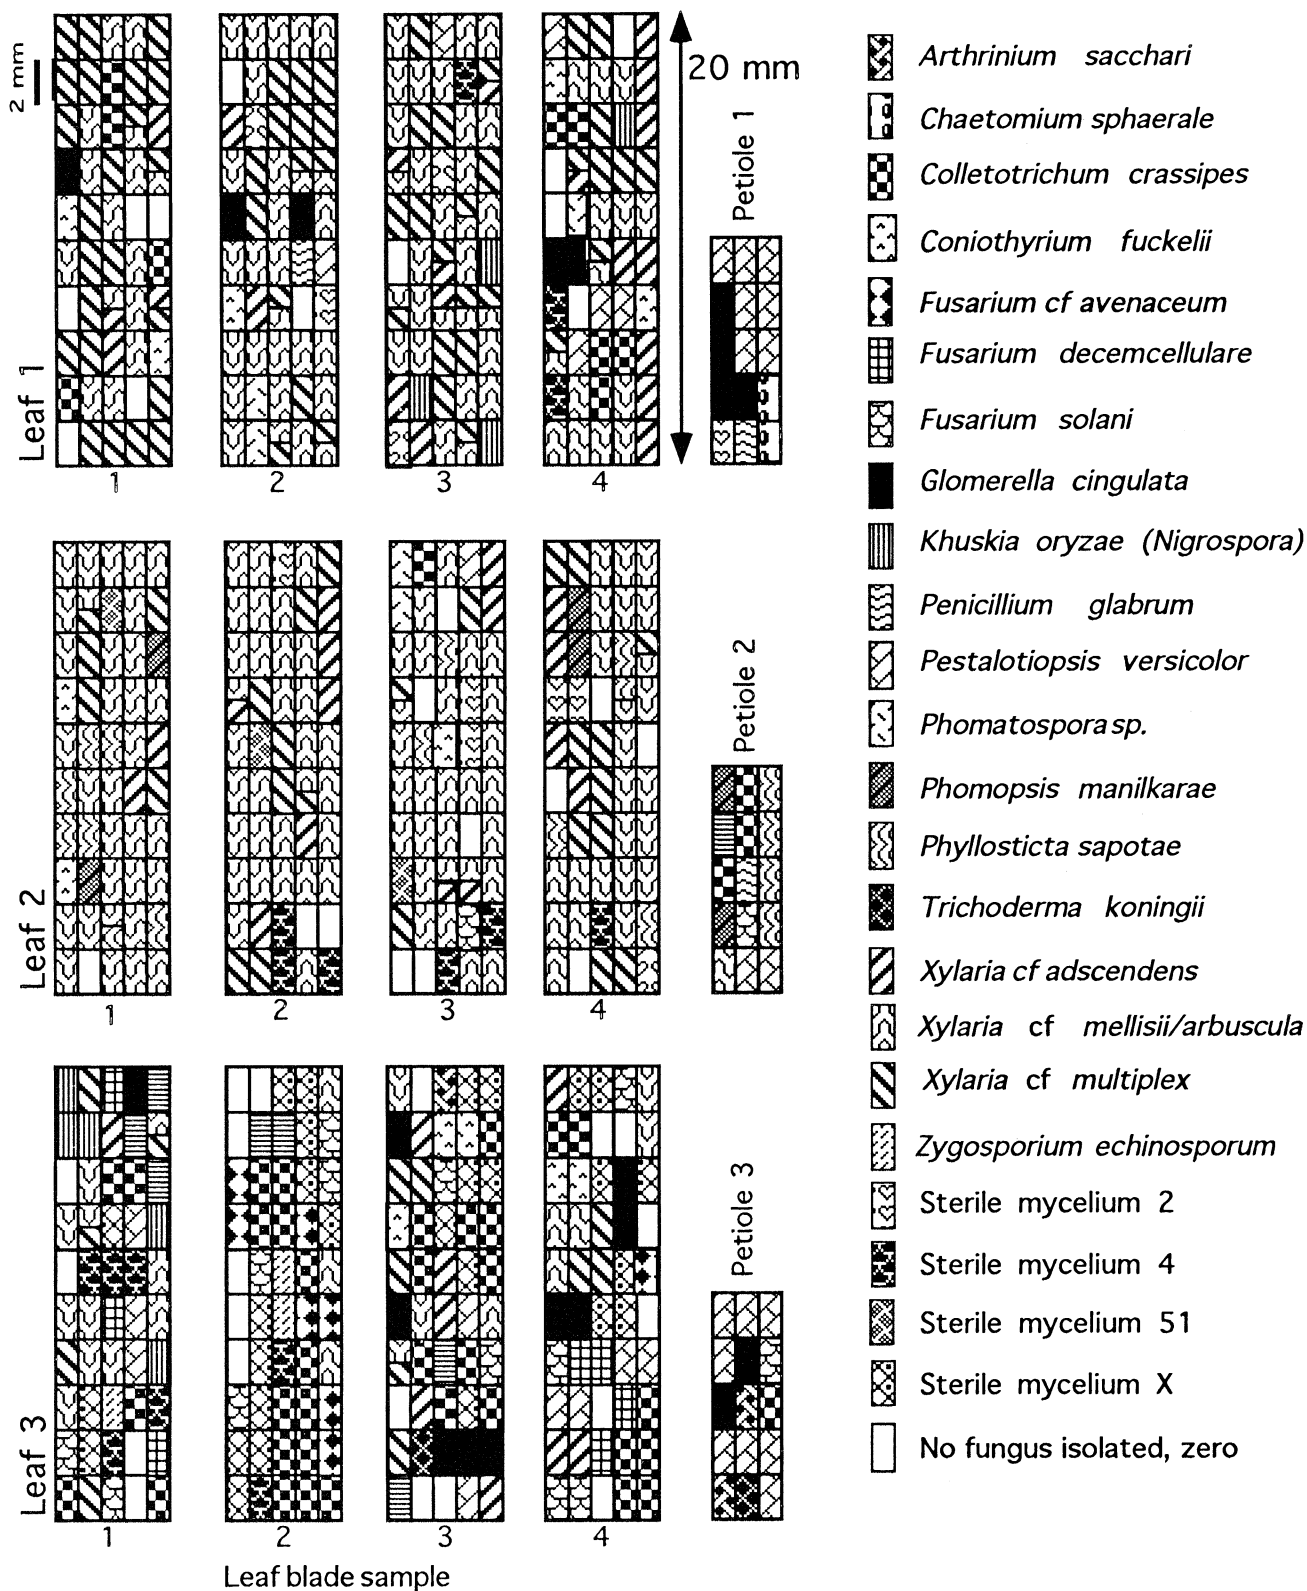 2 mm
20 mm
Leaf 1
1
2
3
4
Petiole 1
Leaf 2
1
2
3
4
Petiole 2
Leaf 3
1
2
3
4
Petiole 3
Leaf blade sample
Arthrinium sacchari
Chaetomium sphaerale
Colletotrichum crassipes
Coniothyrium fuckelii
Fusarium cf avenaceum
Fusarium decemcellulare
Fusarium solani
Glomerella cingulata
Khuskia oryzae (Nigrospora)
Penicillium glabrum
Pestalotiopsis versicolor
Phomatospora sp.
Phomopsis manilkarae
Phyllosticta sapotae
Trichoderma koningii
Xylaria cf adscendens
Xylaria cf mellisii/arbuscula
Xylaria cf multiplex
Zygosporium echinosporum
Sterile mycelium 2
Sterile mycelium 4
Sterile mycelium 51
Sterile mycelium X
No fungus isolated, zero